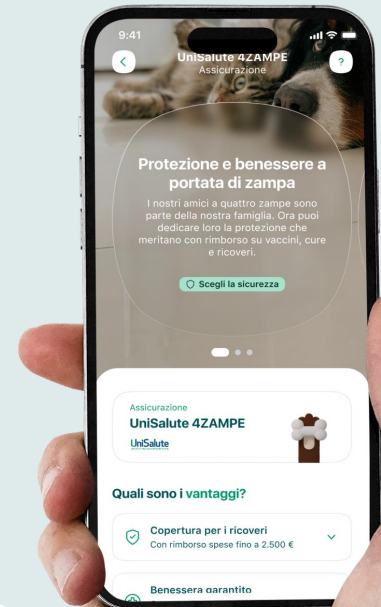 9:41
UniSalute 4ZAMPE
Assicurazione
?
Protezione e benessere a
portata di zampa
I nostri amici a quattro zampe sono
parte della nostra famiglia. Ora puoi
dedicare loro la protezione che
meritano con rimborso su vaccini, cure
e ricoveri.
Scegli la sicurezza
Assicurazione
UniSalute 4ZAMPE
UniSalute
Quali sono i vantaggi?
Copertura per i ricoveri
Con rimborso spese fino a 2.500 €
Benessera garantito